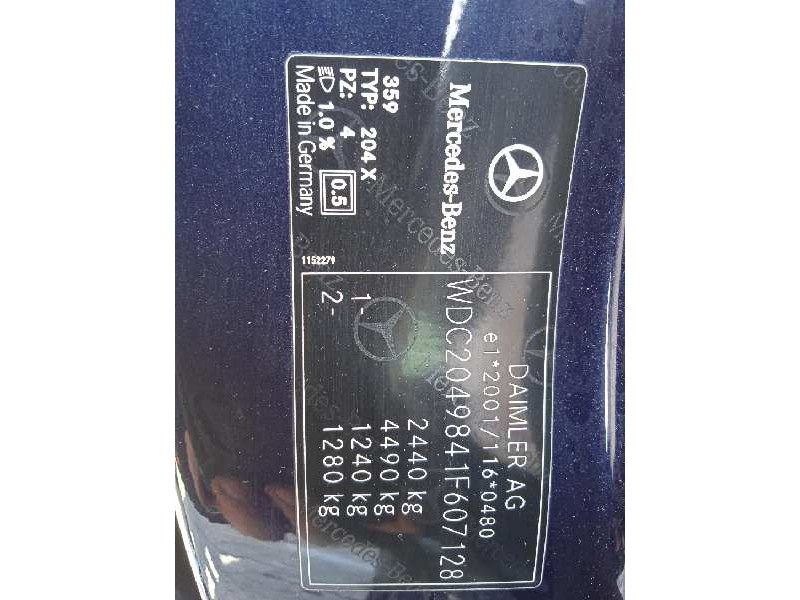 Mercedes-Benz
359
TYP: 204 X
PZ: 4
1.0 % 0.5
Made in Germany
1152279
DAIMLER AG
e1*2001/116*0480
WDC2049841F607128
2440 kg
4490 kg
1- 1240 kg
2- 1280 kg